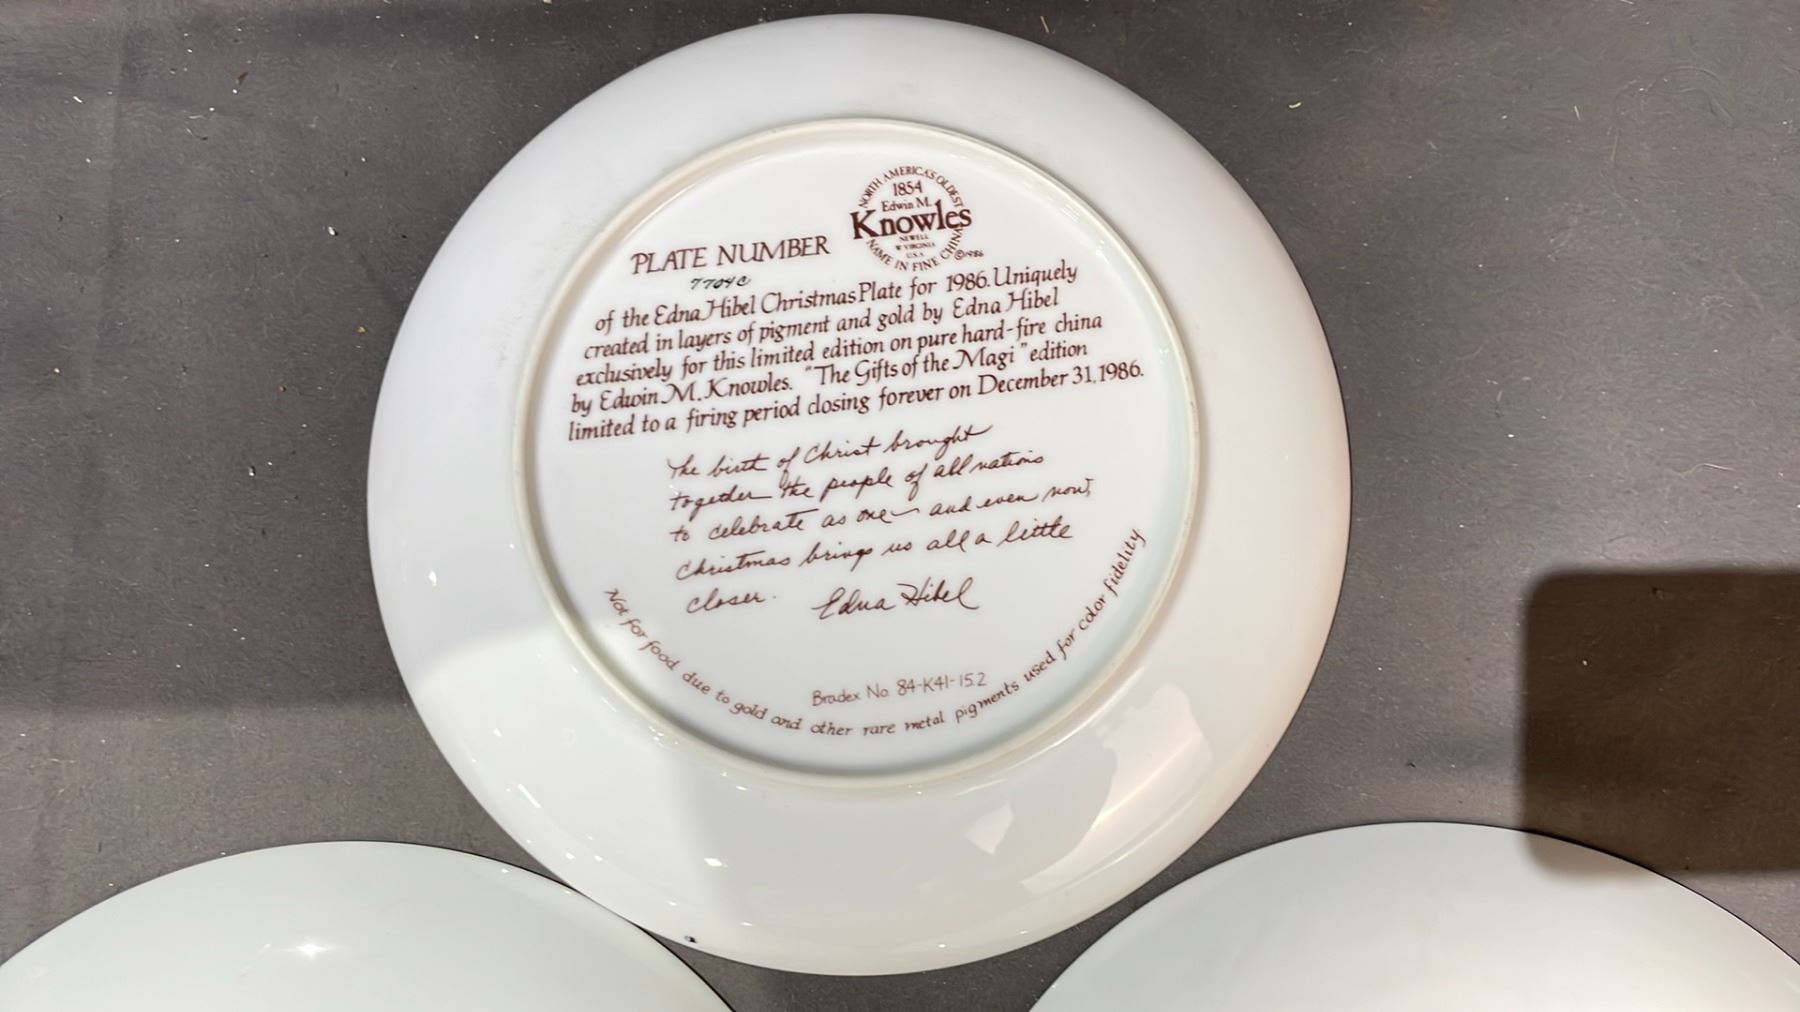 NORTH AMERICA'S OLDEST
1854
Edwin M.
Knowles
NEWELL
W VIRGINIA
U.S.A.
NAME IN FINE CHINA
©1986
PLATE NUMBER
7704C
of the Edna Hibel Christmas Plate for 1986. Uniquely
created in layers of pigment and gold by Edna Hibel
exclusively for this limited edition on pure hard-fire china
by Edwin M. Knowles. "The Gifts of the Magi" edition
limited to a firing period closing forever on December 31, 1986.
The birth of Christ brought
together the people of all nations
to celebrate as one — and even now,
Christmas brings us all a little
closer. Edna Hibel
Bradex No. 84-K41-15.2
Not for food due to gold and other rare metal pigments used for color fidelity